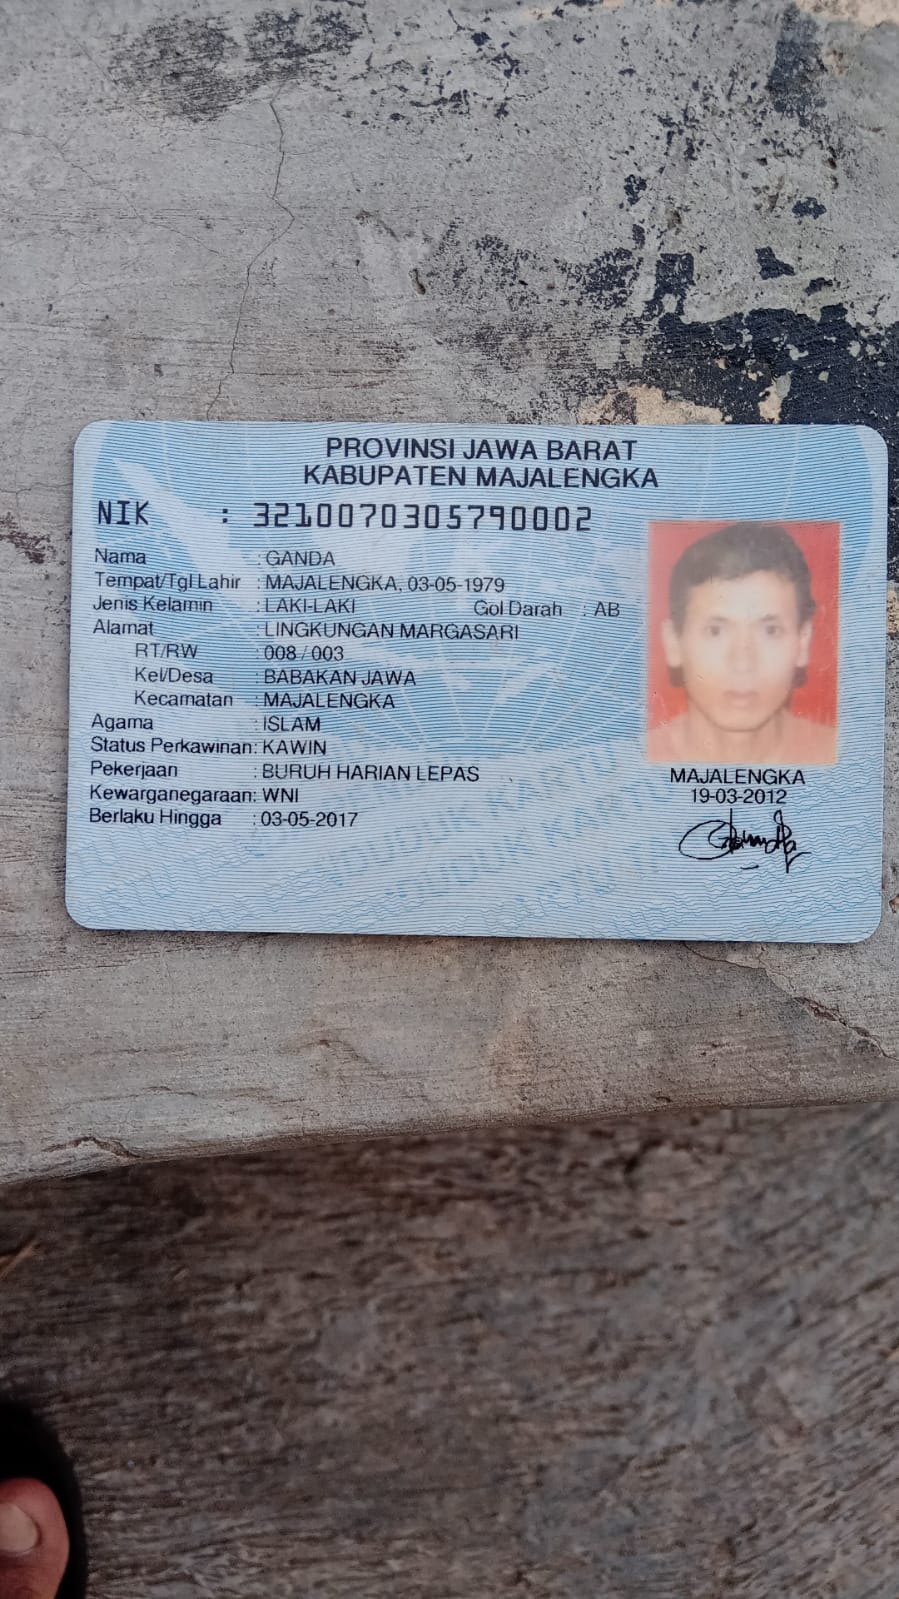 PROVINSI JAWA BARAT
KABUPATEN MAJALENGKA
NIK : 3210070305790002
Nama : GANDA
Tempat/Tgl Lahir : MAJALENGKA, 03-05-1979
Jenis Kelamin : LAKI-LAKI Gol Darah : AB
Alamat : LINGKUNGAN MARGASARI
RT/RW : 008 / 003
Kel/Desa : BABAKAN JAWA
Kecamatan : MAJALENGKA
Agama : ISLAM
Status Perkawinan: KAWIN
Pekerjaan : BURUH HARIAN LEPAS
Kewarganegaraan: WNI
Berlaku Hingga : 03-05-2017
MAJALENGKA
19-03-2012